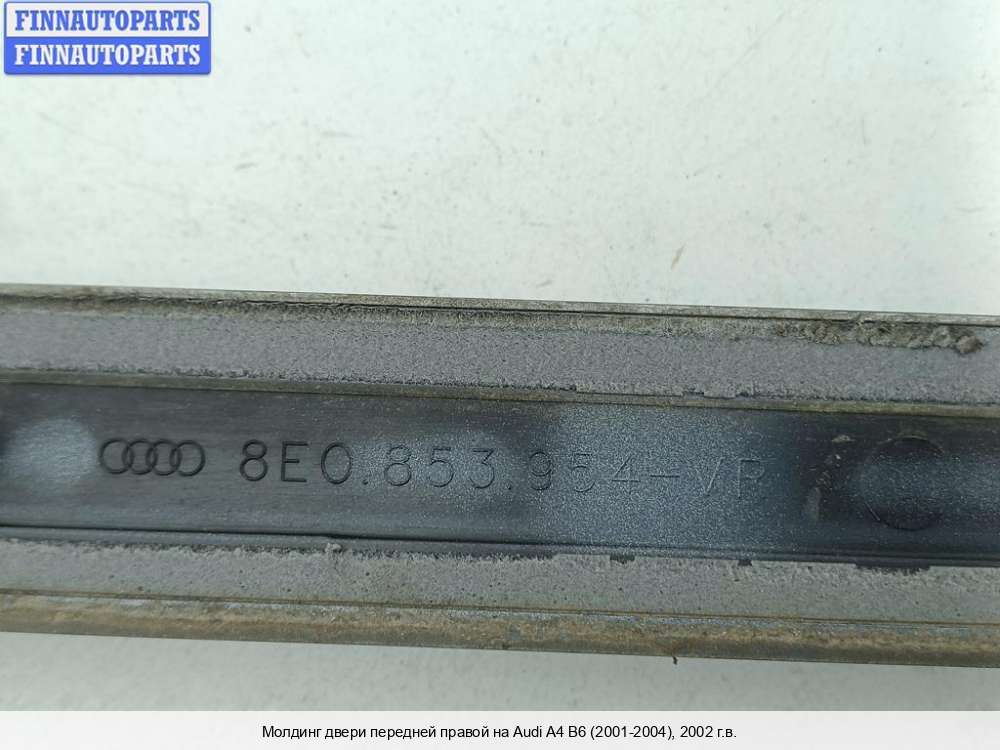 FINNAUTOPARTS
FINNAUTOPARTS
8E0.853.954-VP
Молдинг двери передней правой на Audi A4 B6 (2001-2004), 2002 г.в.